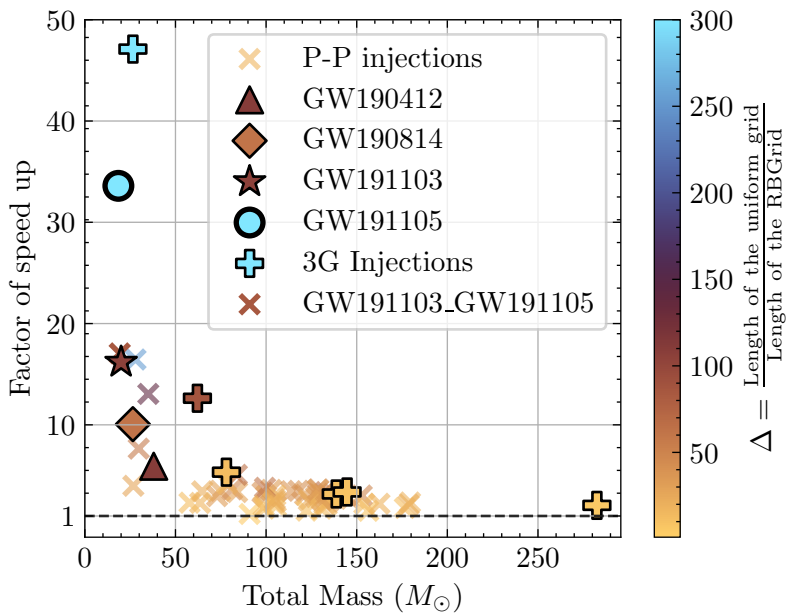 50
40
30
20
10
1
Factor of speed up
0
50
100
150
200
250
Total Mass (M⊙)
P-P injections
GW190412
GW190814
GW191103
GW191105
3G Injections
GW191103_GW191105
300
250
200
150
100
50
Δ = Length of the uniform grid
Length of the RBGrid